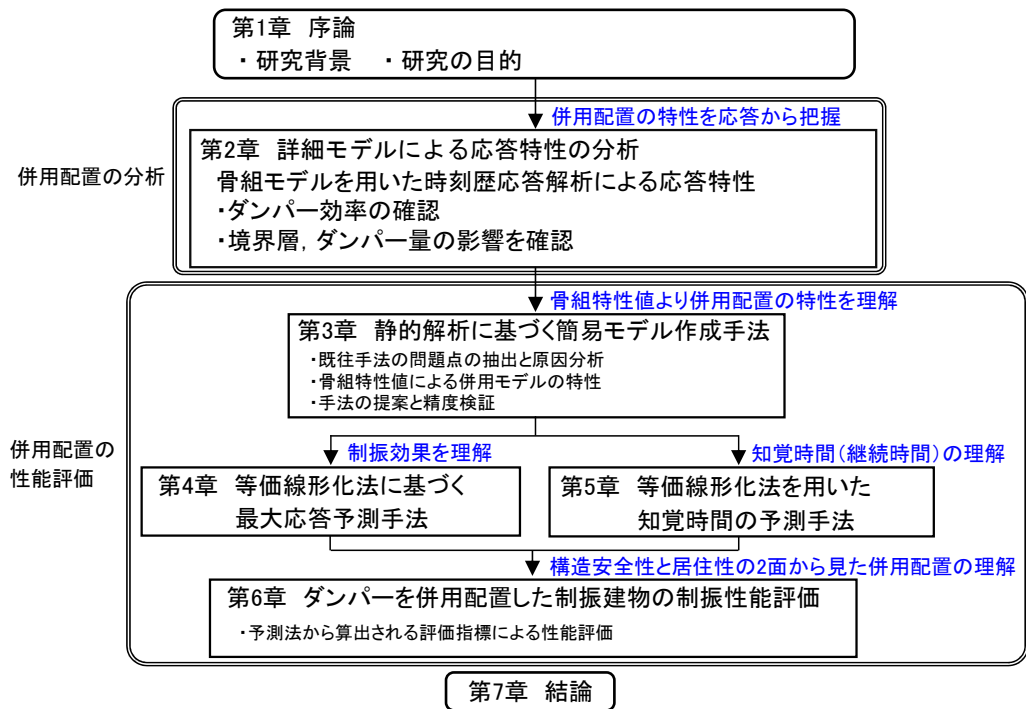 第1章 序論
・研究背景 ・研究の目的
併用配置の特性を応答から把握
併用配置の分析
第2章 詳細モデルによる応答特性の分析
骨組モデルを用いた時刻歴応答解析による応答特性
・ダンパー効率の確認
・境界層，ダンパー量の影響を確認
骨組特性値より併用配置の特性を理解
併用配置の
性能評価
第3章 静的解析に基づく簡易モデル作成手法
・既往手法の問題点の抽出と原因分析
・骨組特性値による併用モデルの特性
・手法の提案と精度検証
制振効果を理解
知覚時間（継続時間）の理解
第4章 等価線形化法に基づく
最大応答予測手法
第5章 等価線形化法を用いた
知覚時間の予測手法
構造安全性と居住性の2面から見た併用配置の理解
第6章 ダンパーを併用配置した制振建物の制振性能評価
・予測法から算出される評価指標による性能評価
第7章 結論